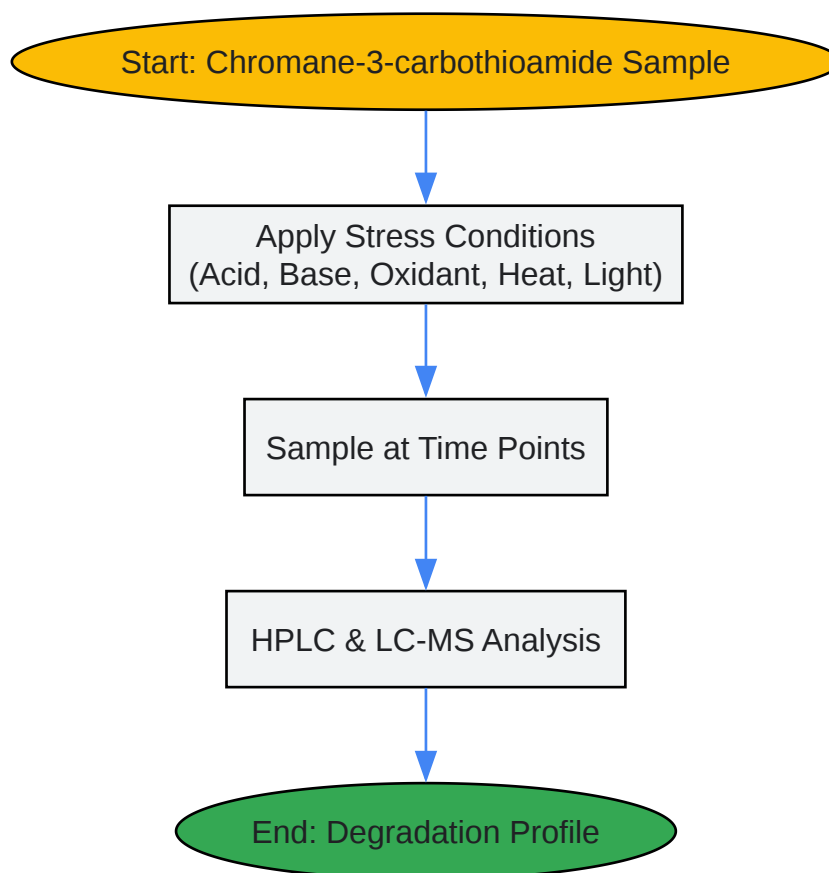 Start: Chromane-3-carbothioamide Sample
Apply Stress Conditions
(Acid, Base, Oxidant, Heat, Light)
Sample at Time Points
HPLC & LC-MS Analysis
End: Degradation Profile